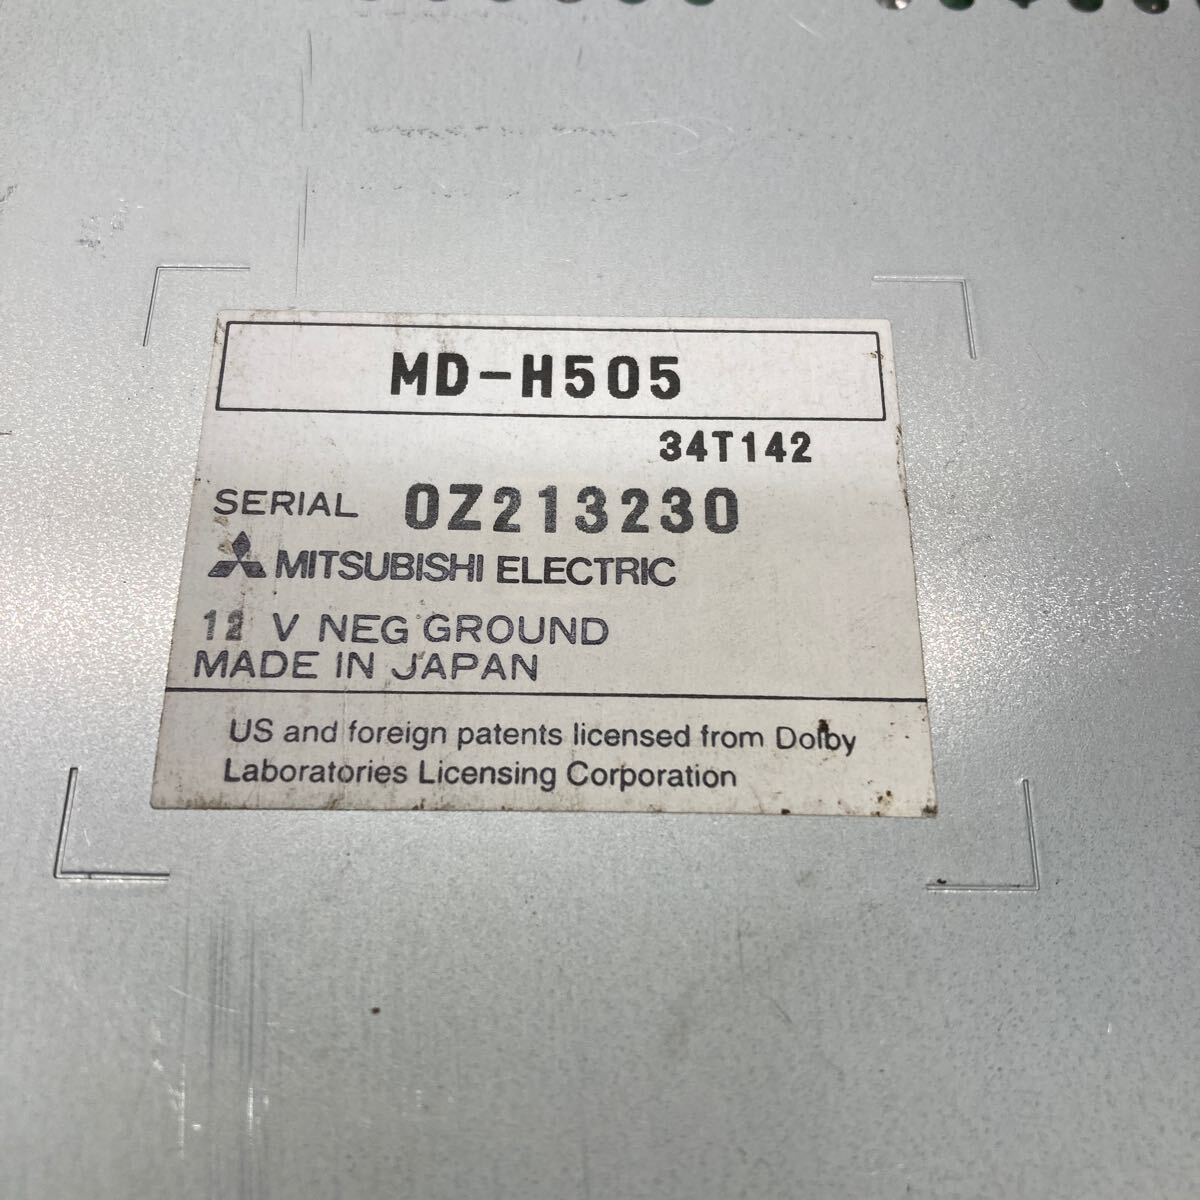 MD-H505
34T142
SERIAL 0Z213230
MITSUBISHI ELECTRIC
12 V NEG GROUND
MADE IN JAPAN
US and foreign patents licensed from Dolby
Laboratories Licensing Corporation